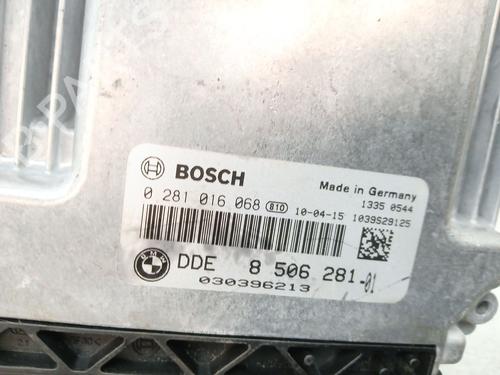 BOSCH
Made in Germany
0 281 016 068 810 10-04-15
1335 0544
1039S29125
BMW
DDE 8 506 281-01
030396213